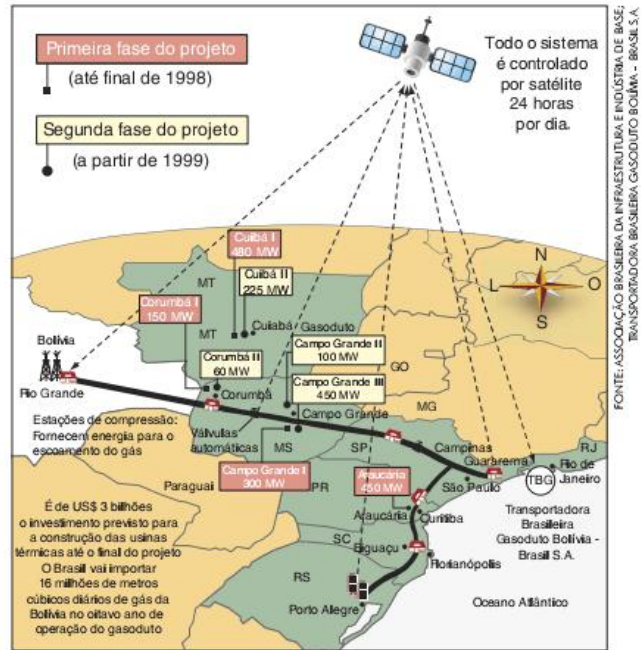 Primeira fase do projeto
(até final de 1998)
Segunda fase do projeto
(a partir de 1999)
Todo o sistema
é controlado
por satélite
24 horas
por dia.
FONTE: ASSOCIAÇÃO BRASILEIRA DA INFRAESTRUTURA E INDÚSTRIA DE BASE;
TRANSPORTADORA BRASILEIRA GASODUTO BOLÍVIA - BRASIL S.A
N
L
O
S
Cuibá I
480 MW
MT
Cuibá II
225 MW
Corumbá I
150 MW
MT
Cuiabá
Gasoduto
Campo Grande II
100 MW
Bolívia
Rio Grande
Corumbá II
60 MW
Corumbá
GO
Campo Grande III
450 MW
MG
Estações de compressão:
Fornecem energia para o
escoamento do gás
Válvulas
automáticas
Campo Grande
MS
SP
Campinas
Guararema
RJ
Rio de
Janeiro
TBG
Campo Grande I
300 MW
Paraguai
PR
Araucária
450 MW
São Paulo
Araucária
Curitiba
Transportadora
Brasileira
Gasoduto Bolívia -
Brasil S.A.
É de US$ 3 bilhões
o investimento previsto para
a construção das usinas
térmicas até o final do projeto
O Brasil vai importar
16 milhões de metros
cúbicos diários de gás da
Bolívia no oitavo ano de
operação do gasoduto
SC
Biguaçu
Florianópolis
RS
Porto Alegre
Oceano Atlântico